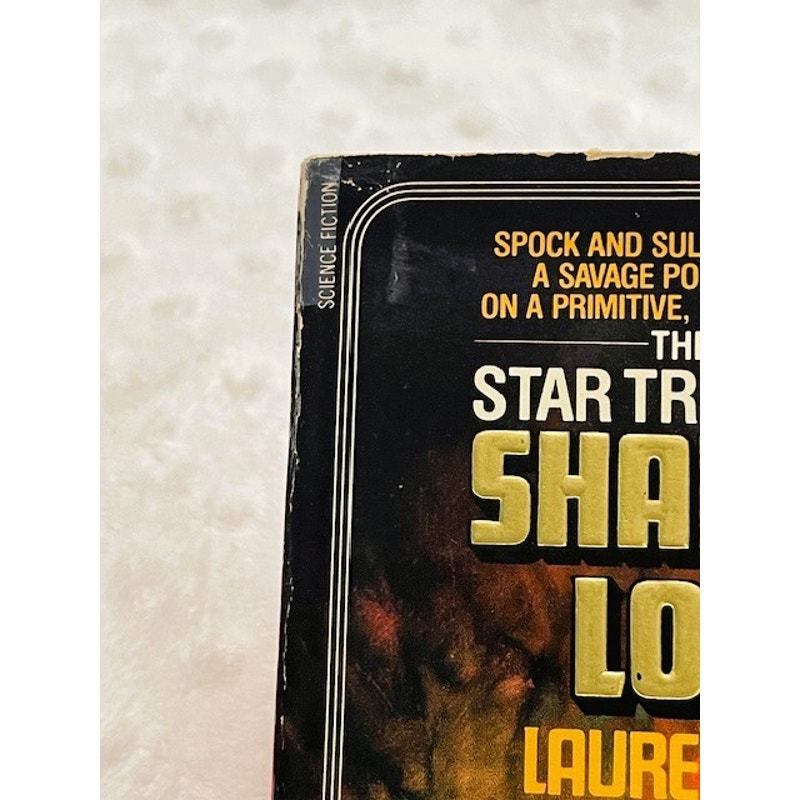 SCIENCE FICTION
SPOCK AND SUL
A SAVAGE PO
ON A PRIMITIVE,
THE
STAR TR
SHA
LO
LAURE